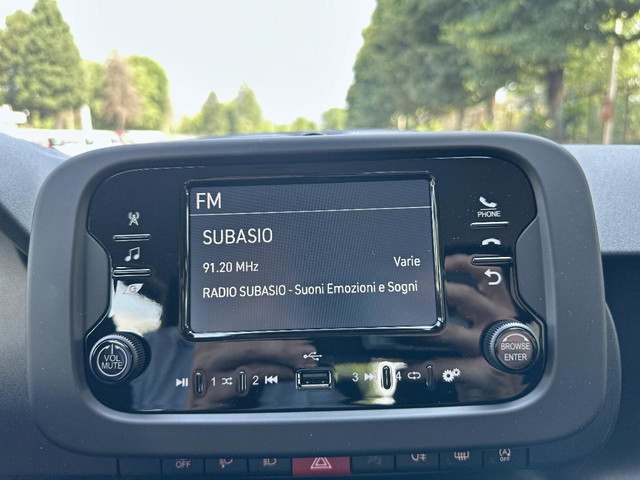 FM
SUBASIO
91.20 MHz Varie
RADIO SUBASIO - Suoni Emozioni e Sogni
PHONE
VOL
MUTE
BROWSE
ENTER
1 2 3 4
OFF
OFF